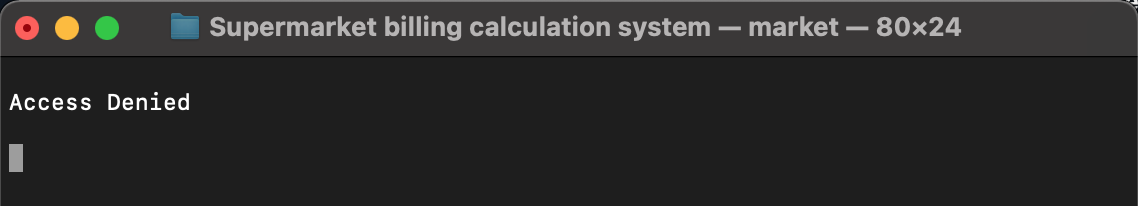 Supermarket billing calculation system — market — 80×24
Access Denied